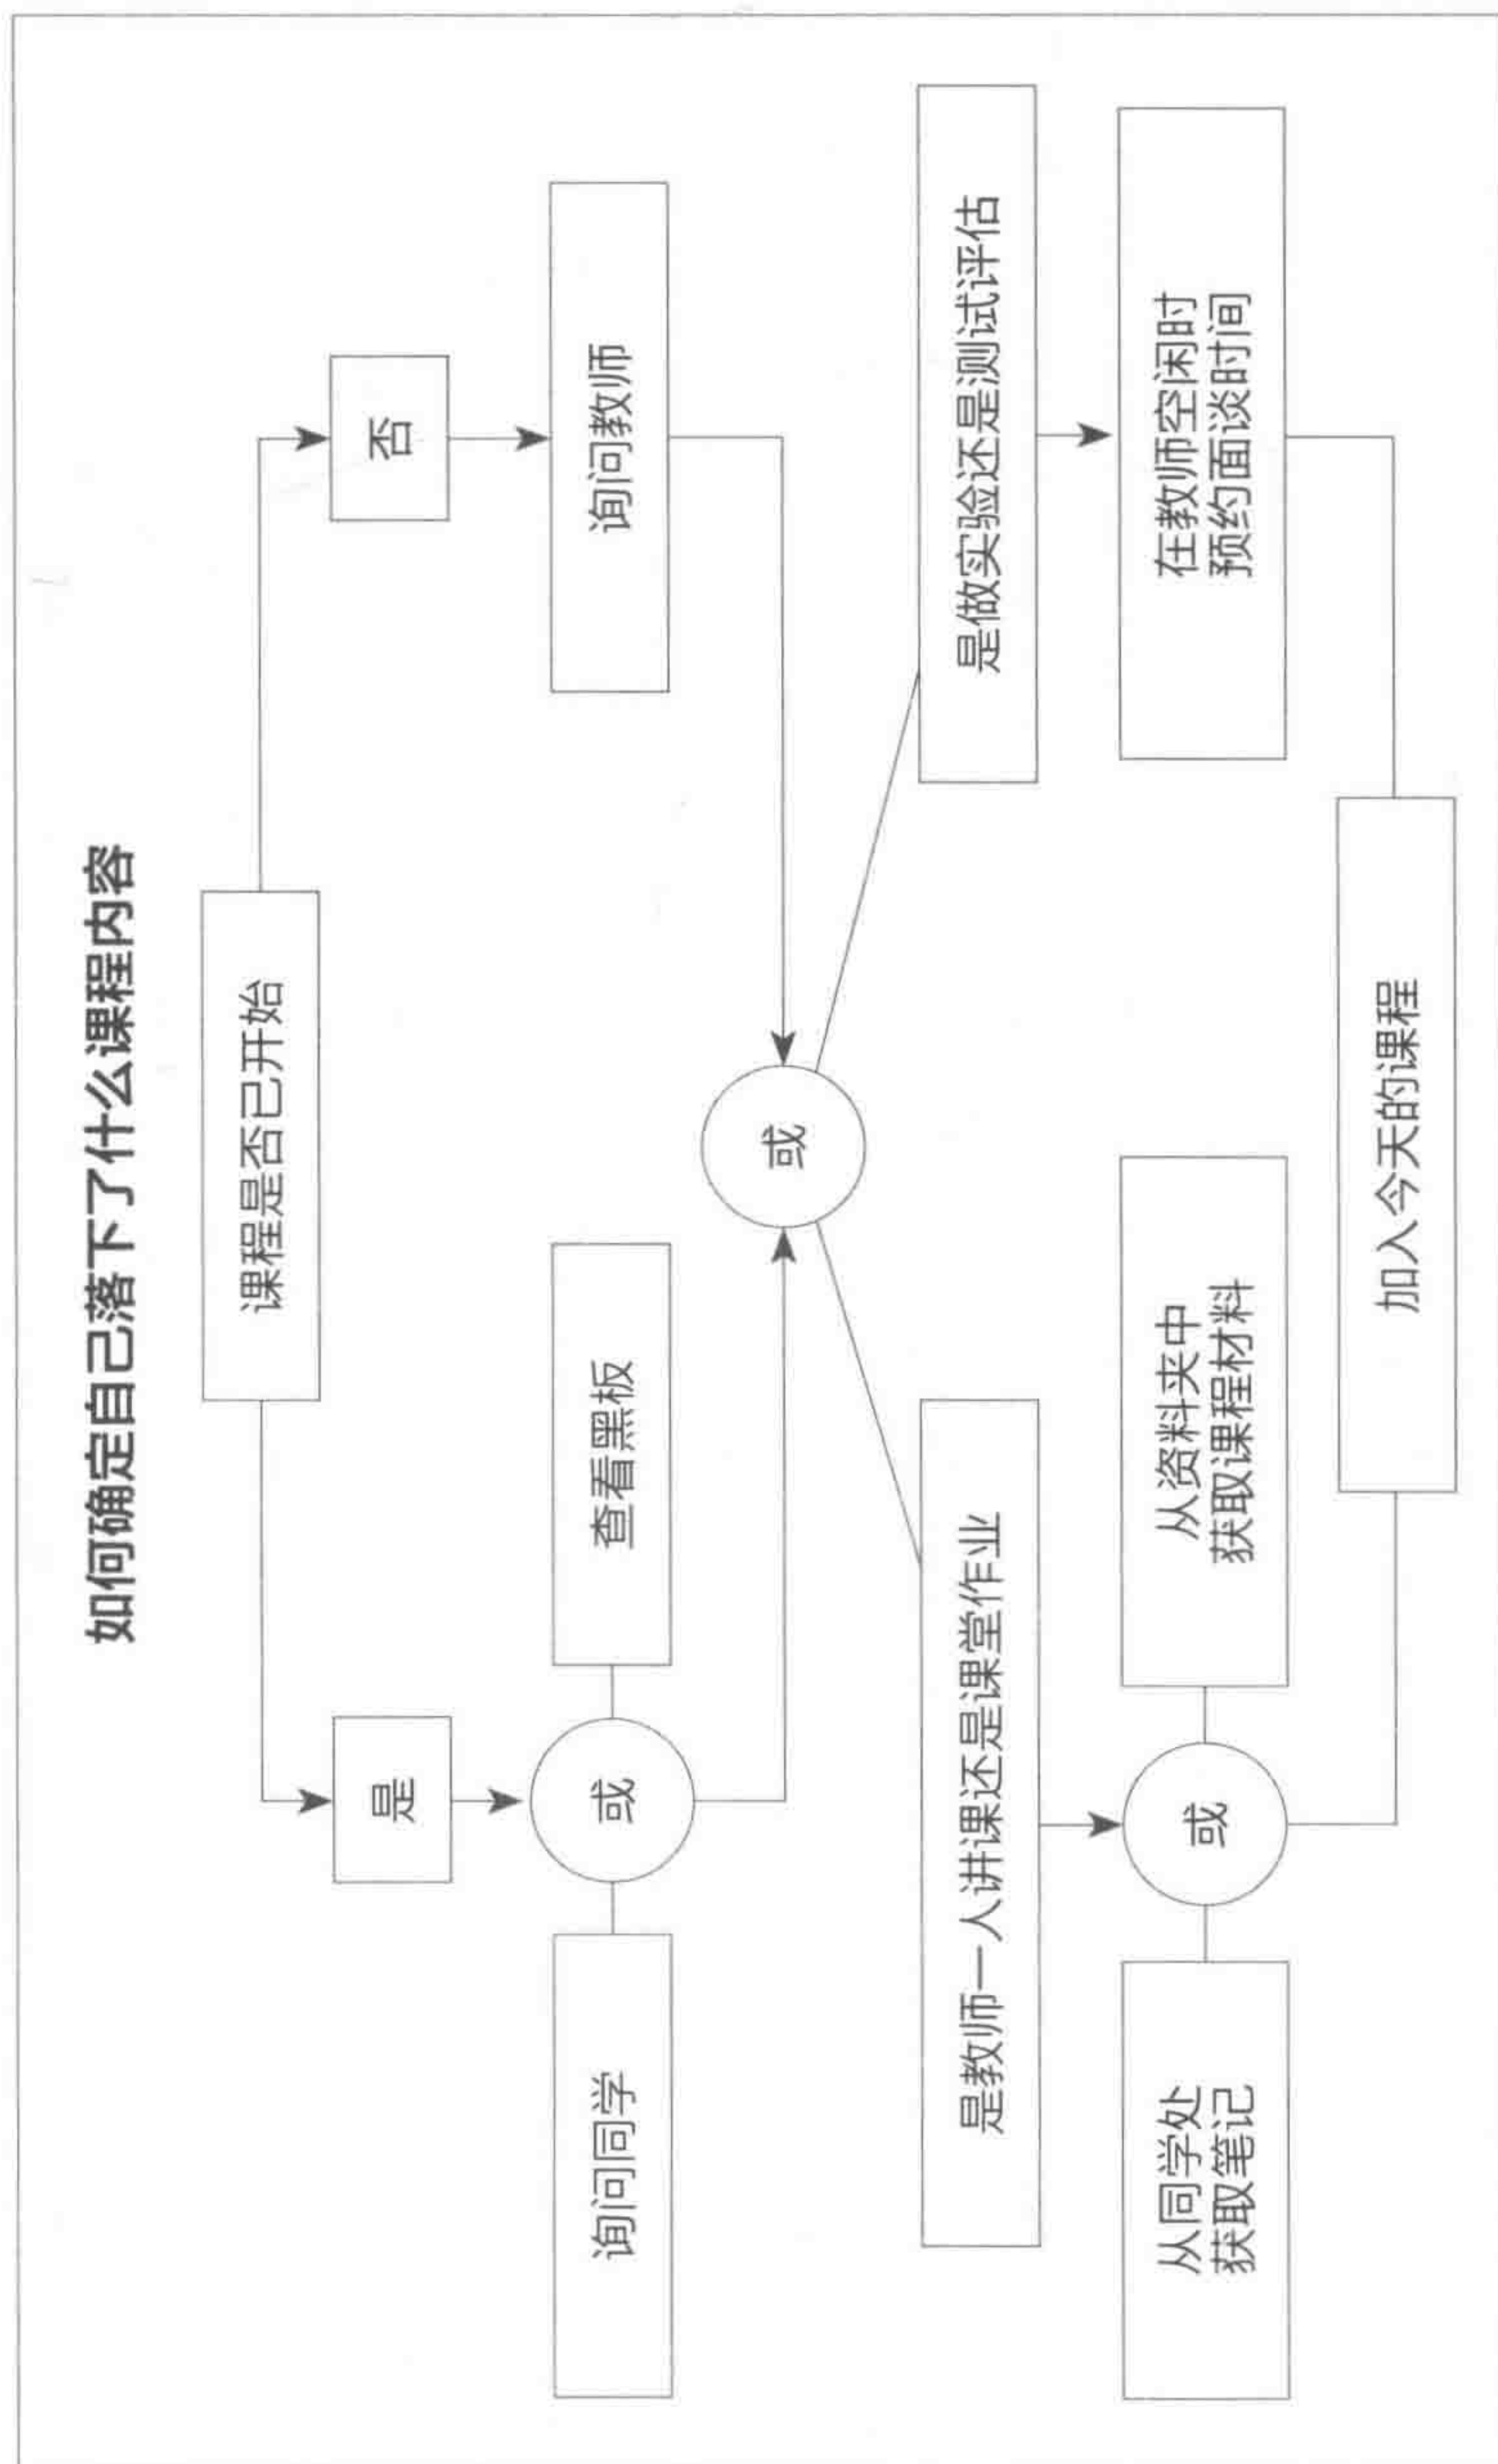 如何确定自己落下了什么课程内容
课程是否已开始
是
否
询问同学
或
查看黑板
询问教师
或
是教师一人讲课还是课堂作业
是做实验还是测试评估
从同学处
获取笔记
或
从资料夹中
获取课程材料
在教师空闲时
预约面谈时间
加入今天的课程